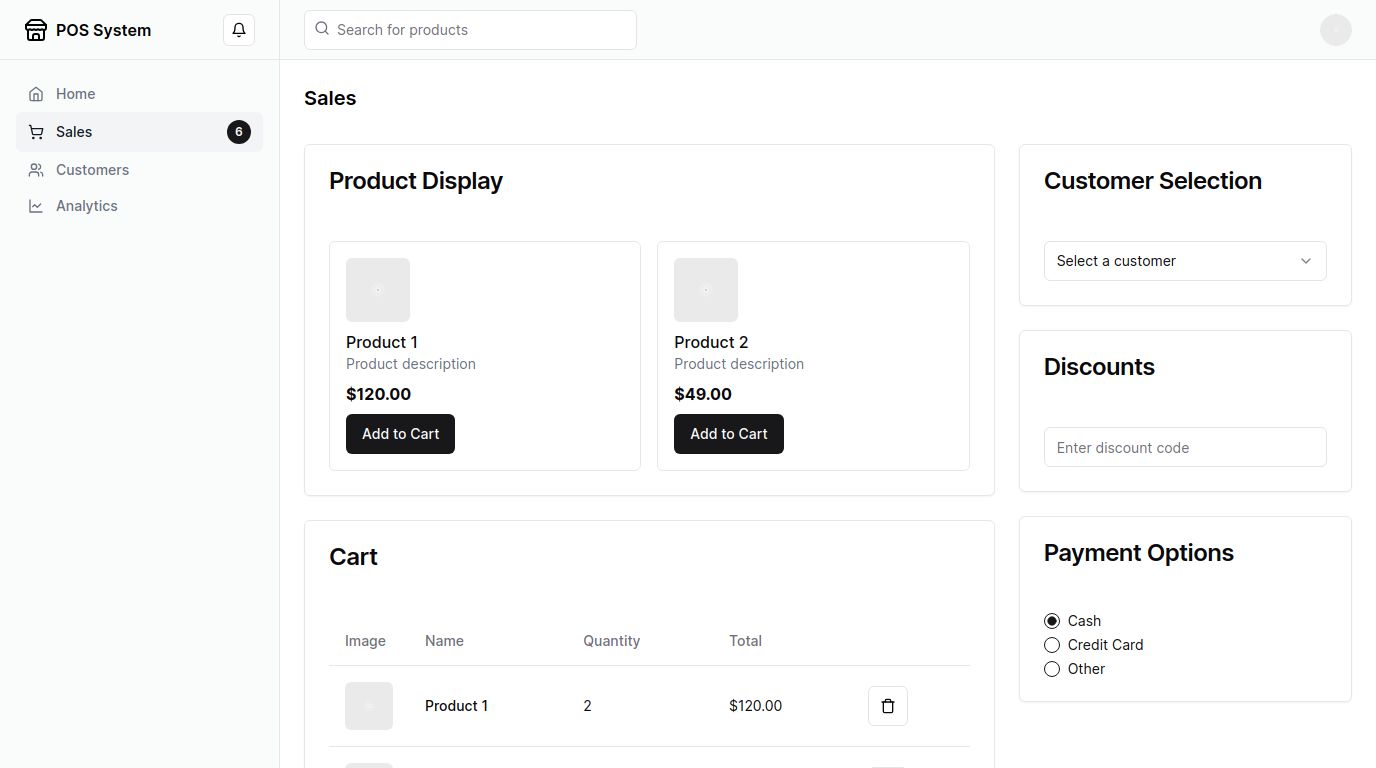 POS System
Search for products
Home
Sales
6
Customers
Analytics
Sales
Product Display
Product 1
Product description
$120.00
Add to Cart
Product 2
Product description
$49.00
Add to Cart
Cart
Image Name Quantity Total
Product 1 2 $120.00
Customer Selection
Select a customer
Discounts
Enter discount code
Payment Options
Cash
Credit Card
Other